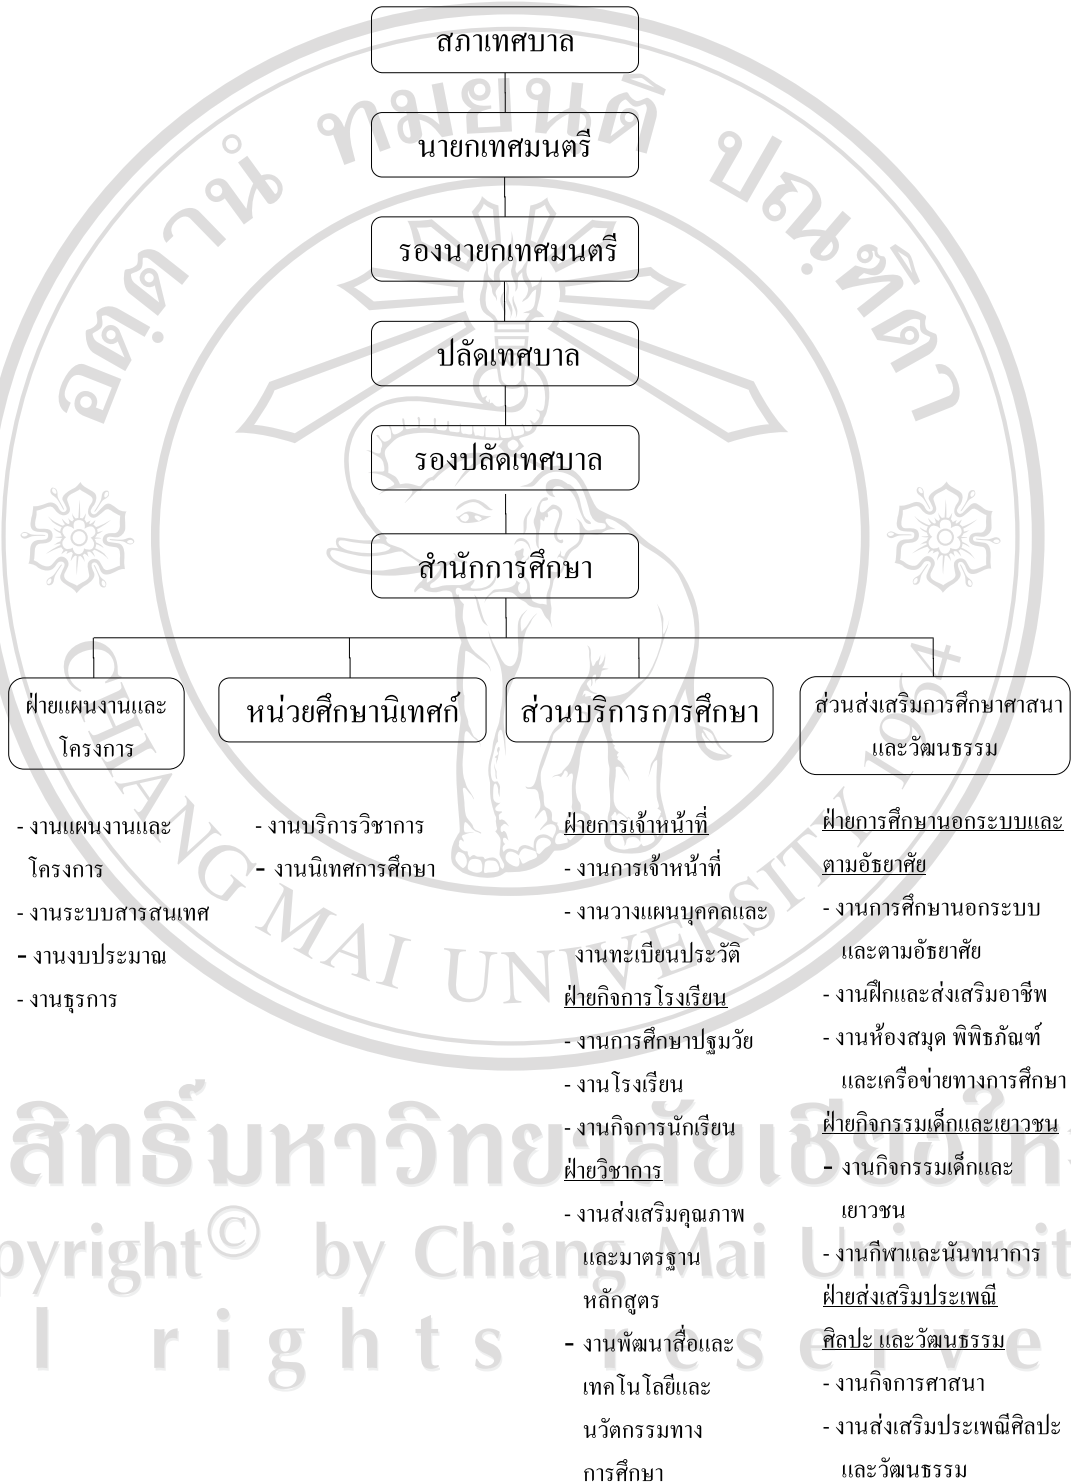 สภาเทศบาล
นายกเทศมนตรี
รองนายกเทศมนตรี
ปลัดเทศบาล
รองปลัดเทศบาล
สำนักการศึกษา
ฝ่ายแผนงานและ
โครงการ
หน่วยศึกษานิเทศก์
ส่วนบริการการศึกษา
ส่วนส่งเสริมการศึกษาศาสนา
และวัฒนธรรม
- งานแผนงานและ
โครงการ
- งานระบบสารสนเทศ
- งานงบประมาณ
- งานธุรการ
- งานบริการวิชาการ
- งานนิเทศการศึกษา
ฝ่ายการเจ้าหน้าที่
- งานการเจ้าหน้าที่
- งานวางแผนบุคคลและ
งานทะเบียนประวัติ
ฝ่ายกิจการโรงเรียน
- งานการศึกษาปฐมวัย
- งานโรงเรียน
- งานกิจการนักเรียน
ฝ่ายวิชาการ
- งานส่งเสริมคุณภาพ
และมาตรฐาน
หลักสูตร
- งานพัฒนาสื่อและ
เทคโนโลยีและ
นวัตกรรมทาง
การศึกษา
ฝ่ายการศึกษานอกระบบและ
ตามอัธยาศัย
- งานการศึกษานอกระบบ
และตามอัธยาศัย
- งานฝึกและส่งเสริมอาชีพ
- งานห้องสมุด พิพิธภัณฑ์
และเครือข่ายทางการศึกษา
ฝ่ายกิจกรรมเด็กและเยาวชน
- งานกิจกรรมเด็กและ
เยาวชน
- งานกีฬาและนันทนาการ
ฝ่ายส่งเสริมประเพณี
ศิลปะ และวัฒนธรรม
- งานกิจการศาสนา
- งานส่งเสริมประเพณีศิลปะ
และวัฒนธรรม
อตฺตานํ ทมยนฺติ ปณฺฑิตา
CHIANG MAI UNIVERSITY 1964
สิทธิ์มหาวิทยาลัยเชียงให
pyright© by Chiang Mai Universit
l rights reserve